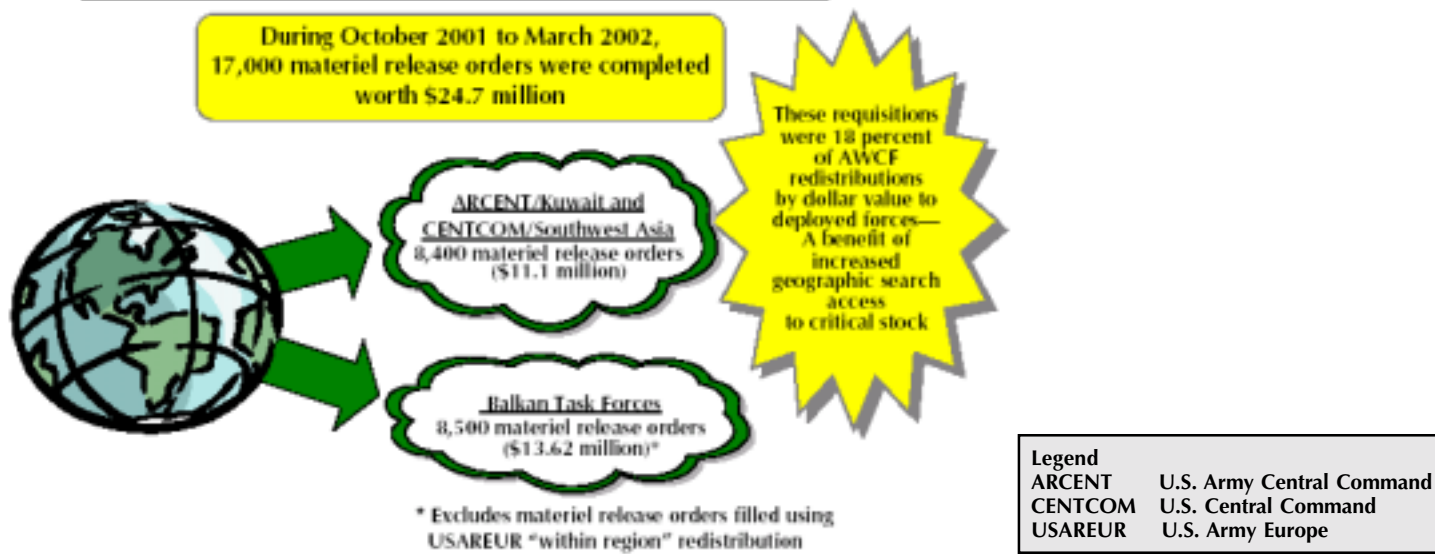 During October 2001 to March 2002,
17,000 materiel release orders were completed
worth $24.7 million
These requisitions
were 18 percent
of AWCF
redistributions
by dollar value to
deployed forces—
A benefit of
increased
geographic search
access
to critical stock
ARCENT/Kuwait and
CENTCOM/Southwest Asia
8,400 materiel release orders
($11.1 million)
Balkan Task Forces
8,500 materiel release orders
($13.62 million)*
* Excludes materiel release orders filled using
USAREUR "within region" redistribution
Legend
ARCENT U.S. Army Central Command
CENTCOM U.S. Central Command
USAREUR U.S. Army Europe